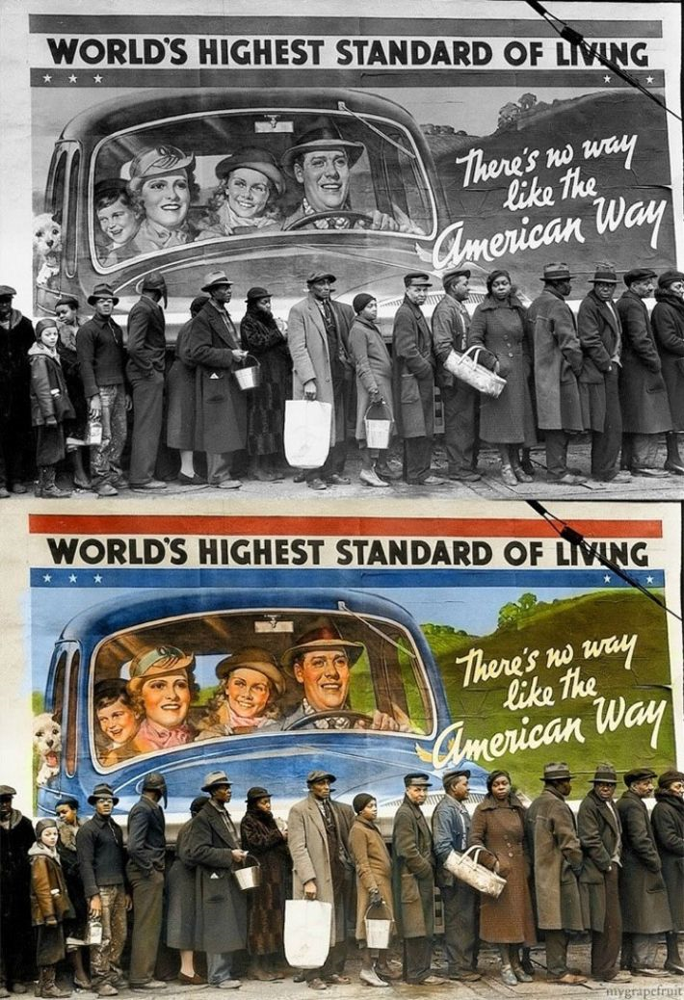 WORLD'S HIGHEST STANDARD OF LIVING
There's no way
like the
American Way
WORLD'S HIGHEST STANDARD OF LIVING
There's no way
like the
American Way
mygrapefruit